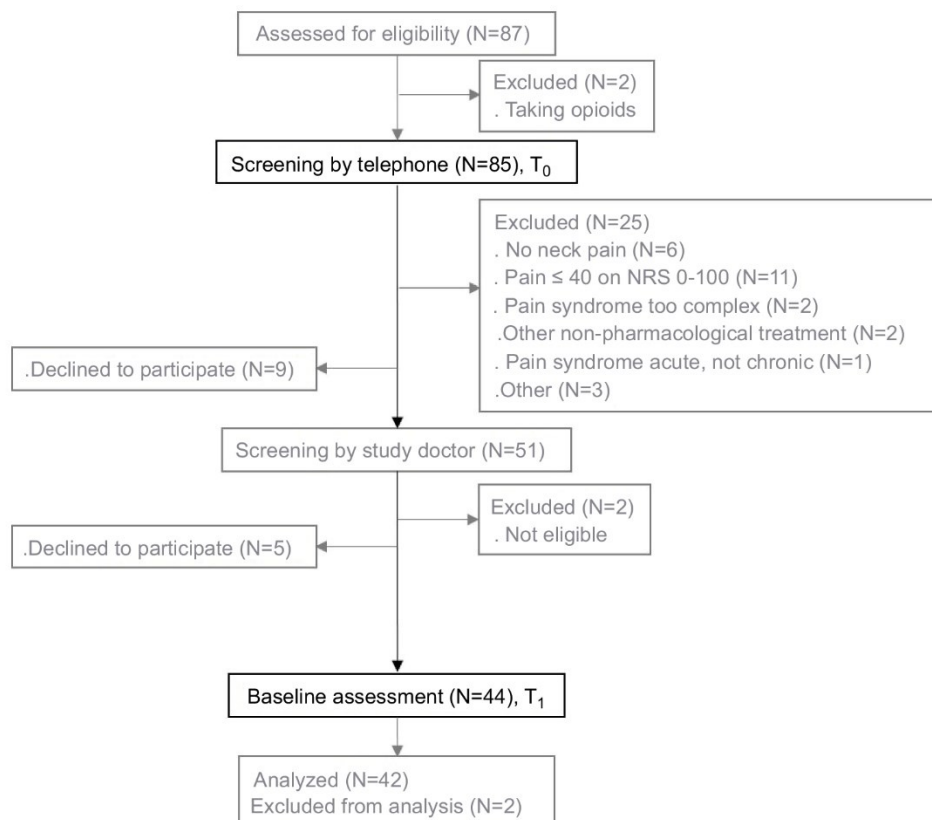 Assessed for eligibility (N=87)
Excluded (N=2)
. Taking opioids
Screening by telephone (N=85), T₀
Excluded (N=25)
. No neck pain (N=6)
. Pain ≤ 40 on NRS 0-100 (N=11)
. Pain syndrome too complex (N=2)
.Other non-pharmacological treatment (N=2)
. Pain syndrome acute, not chronic (N=1)
.Other (N=3)
.Declined to participate (N=9)
Screening by study doctor (N=51)
Excluded (N=2)
. Not eligible
.Declined to participate (N=5)
Baseline assessment (N=44), T₁
Analyzed (N=42)
Excluded from analysis (N=2)